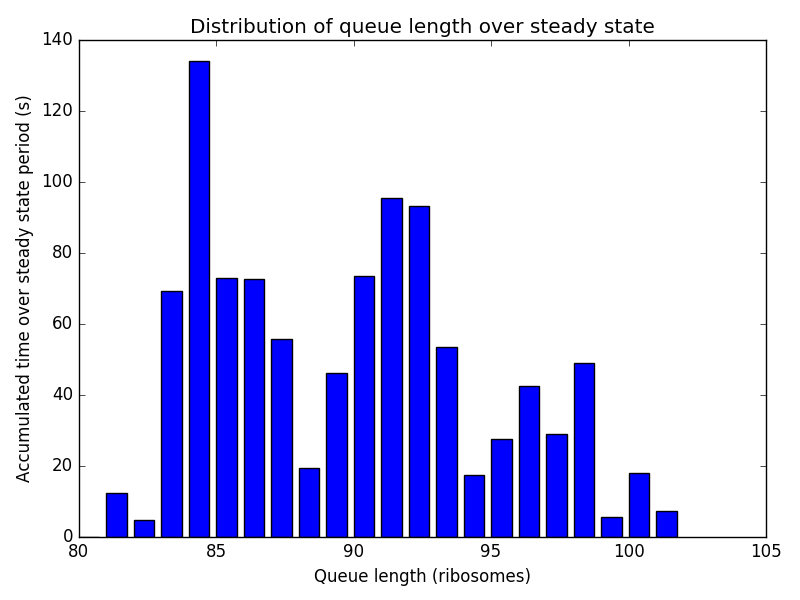 Distribution of queue length over steady state
Accumulated time over steady state period (s)
140
120
100
80
60
40
20
0
80 85 90 95 100 105
Queue length (ribosomes)